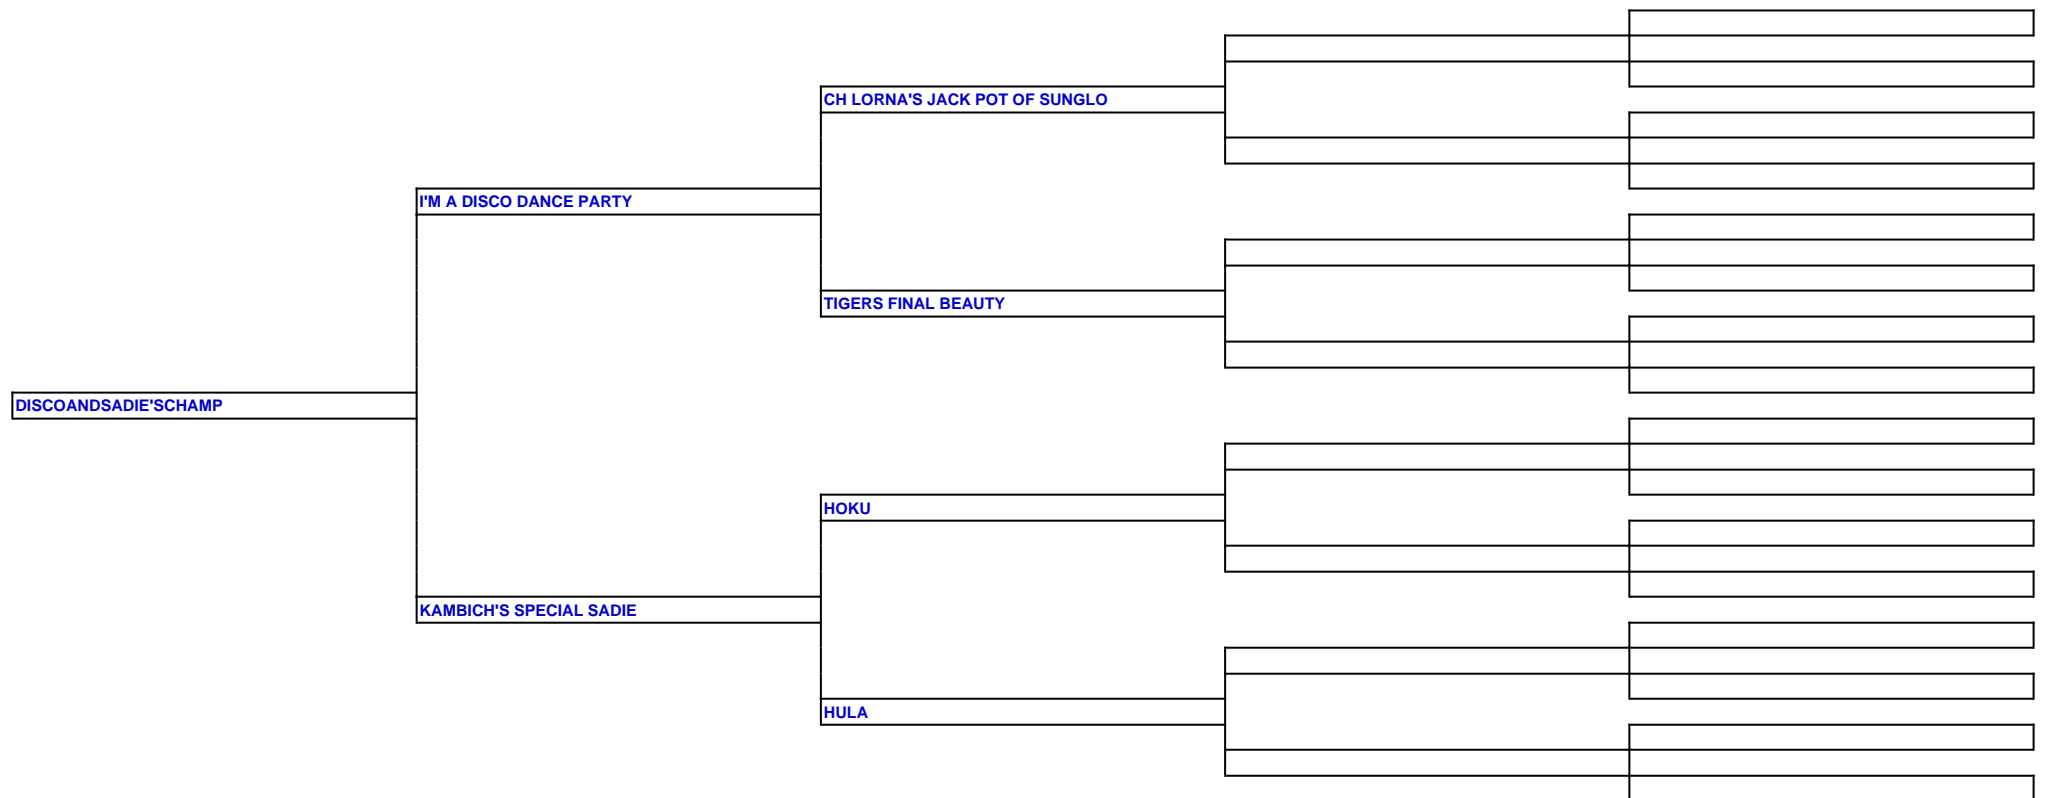 CH LORNA'S JACK POT OF SUNGLO
I'M A DISCO DANCE PARTY
TIGERS FINAL BEAUTY
DISCOANDSADIE'SCHAMP
HOKU
KAMBICH'S SPECIAL SADIE
HULA